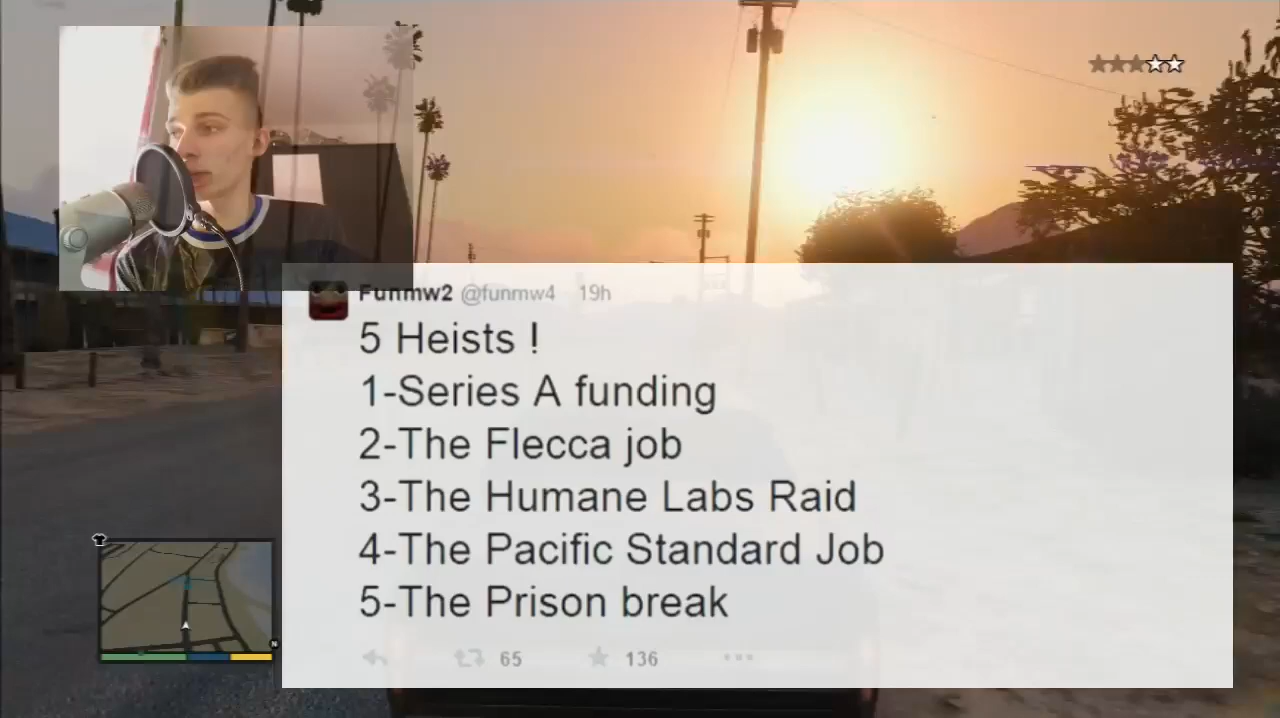 Funmw2 @funmw4 19h
5 Heists !
1-Series A funding
2-The Flecca job
3-The Humane Labs Raid
4-The Pacific Standard Job
5-The Prison break
65 136
N